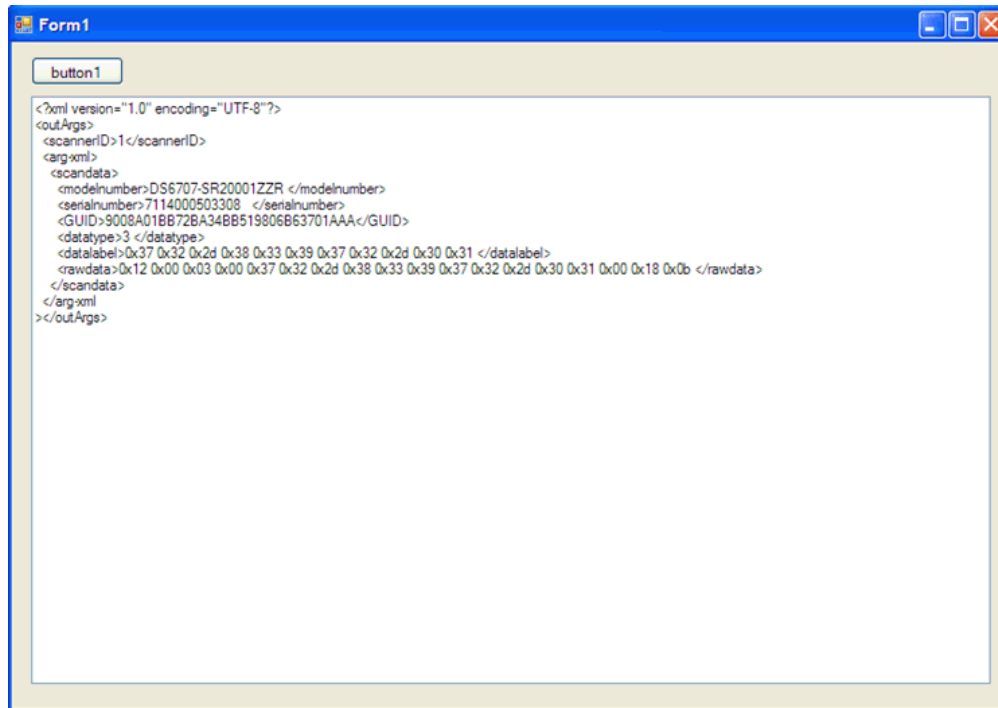 Form1
button1
<?xml version="1.0" encoding="UTF-8"?>
<outArgs>
<scannerID>1</scannerID>
<arg-xml>
<scandata>
<modelnumber>DS6707-SR20001ZZR </modelnumber>
<serialnumber>7114000503308   </serialnumber>
<GUID>9008A01BB72BA34BB519806B63701AAA</GUID>
<datatype>3 </datatype>
<datalabel>0x37 0x32 0x2d 0x38 0x33 0x39 0x37 0x32 0x2d 0x30 0x31 </datalabel>
<rawdata>0x12 0x00 0x03 0x00 0x37 0x32 0x2d 0x38 0x33 0x39 0x37 0x32 0x2d 0x30 0x31 0x00 0x18 0x0b </rawdata>
</scandata>
</arg-xml
></outArgs>